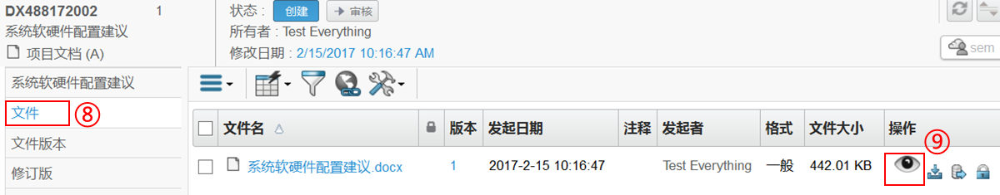 DX488172002 1
系统软硬件配置建议
项目文档 (A)
状态 : 创建 审核
所有者 : Test Everything
修改日期 : 2/15/2017 10:16:47 AM
sem
系统软硬件配置建议
文件 ⑧
文件版本
修订版
文件名 版本 发起日期 注释 发起者 格式 文件大小 操作
⑨
系统软硬件配置建议.docx 1 2017-2-15 10:16:47 Test Everything 一般 442.01 KB